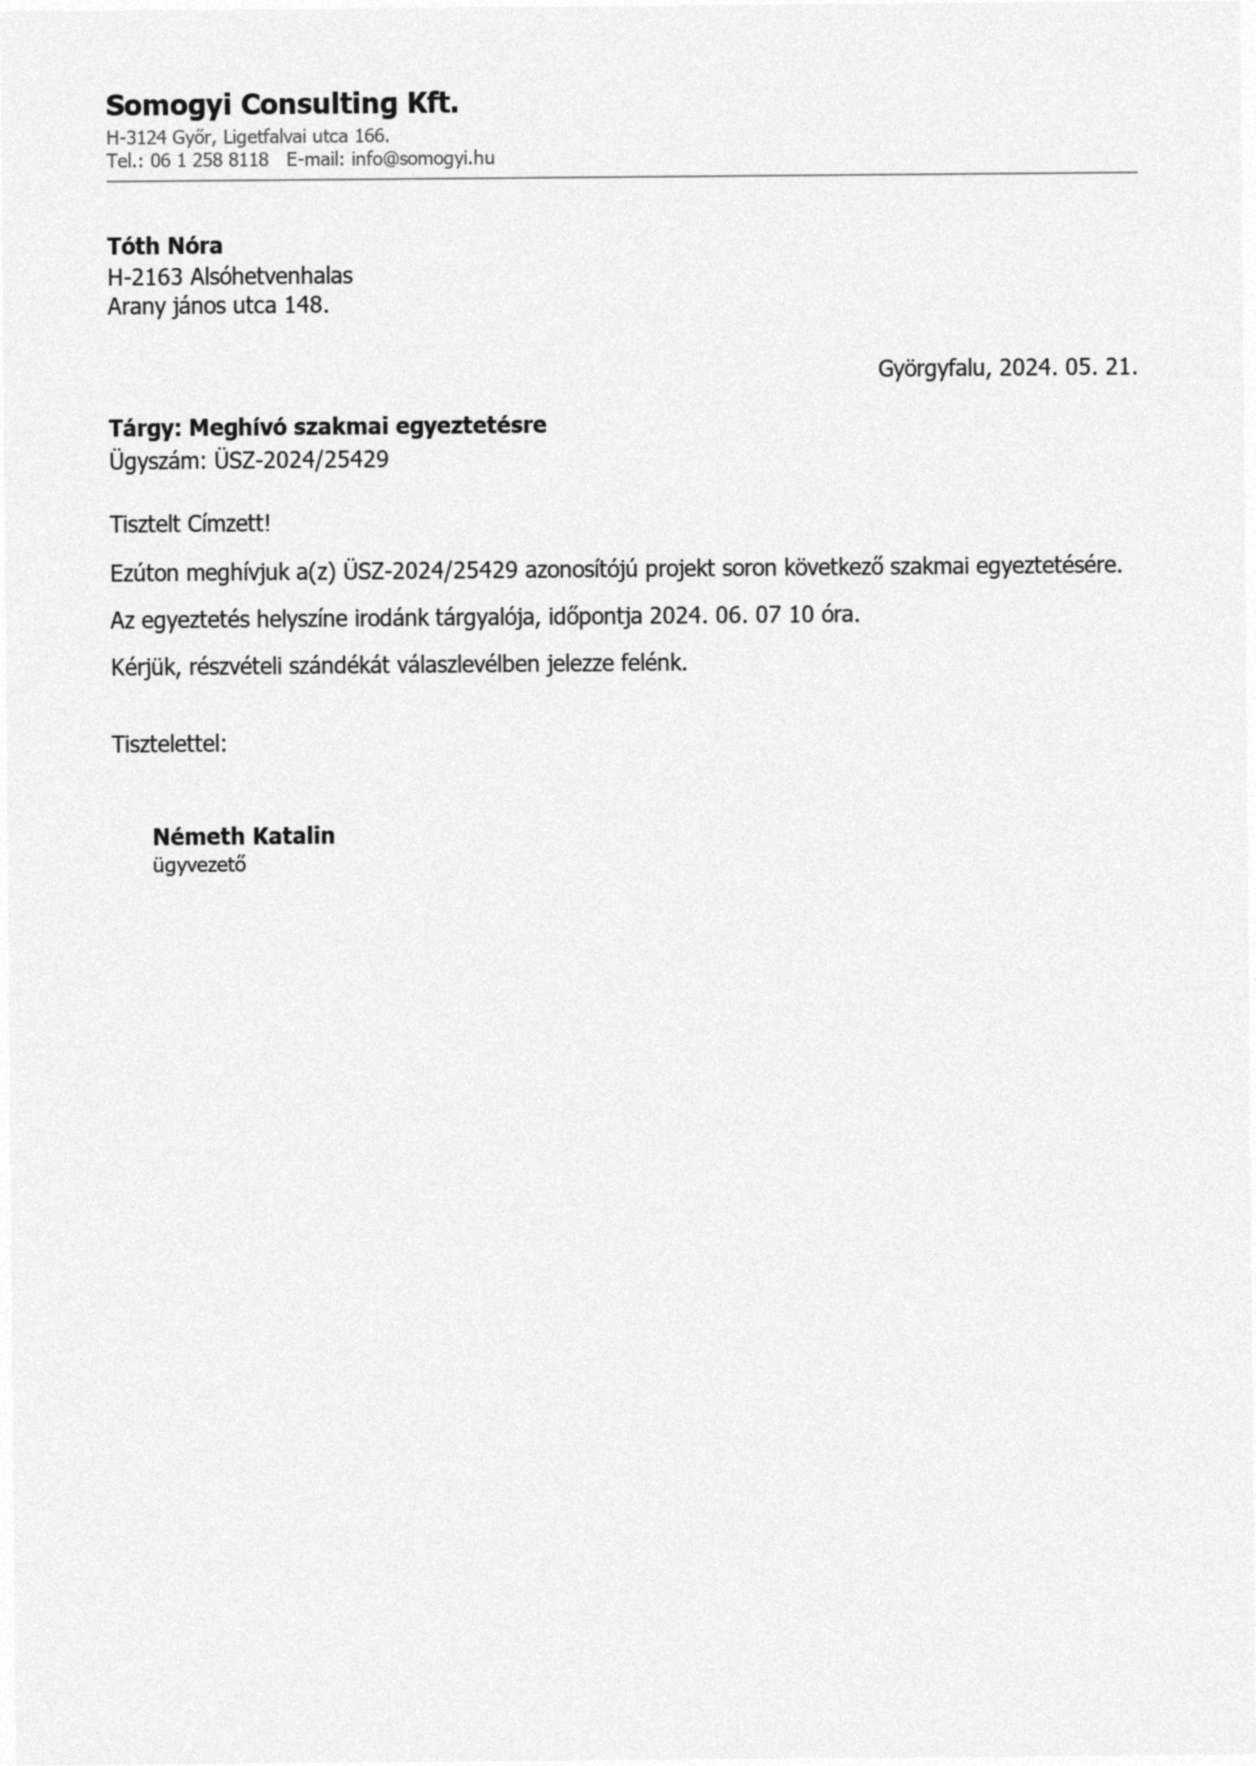 Somogyi Consulting Kft.
H-3124 Győr, Ligetfalvai utca 166.
Tel.: 06 1 258 8118 E-mail: info@somogyi.hu
Tóth Nóra
H-2163 Alsóhetvenhalas
Arany jános utca 148.
Györgyfalu, 2024. 05. 21.
Tárgy: Meghívó szakmai egyeztetésre
Ügyszám: ÜSZ-2024/25429
Tisztelt Címzett!
Ezúton meghívjuk a(z) ÜSZ-2024/25429 azonosítójú projekt soron következő szakmai egyeztetésére.
Az egyeztetés helyszíne irodánk tárgyalója, időpontja 2024. 06. 07 10 óra.
Kérjük, részvételi szándékát válaszlevélben jelezze felénk.
Tisztelettel:
Németh Katalin
ügyvezető